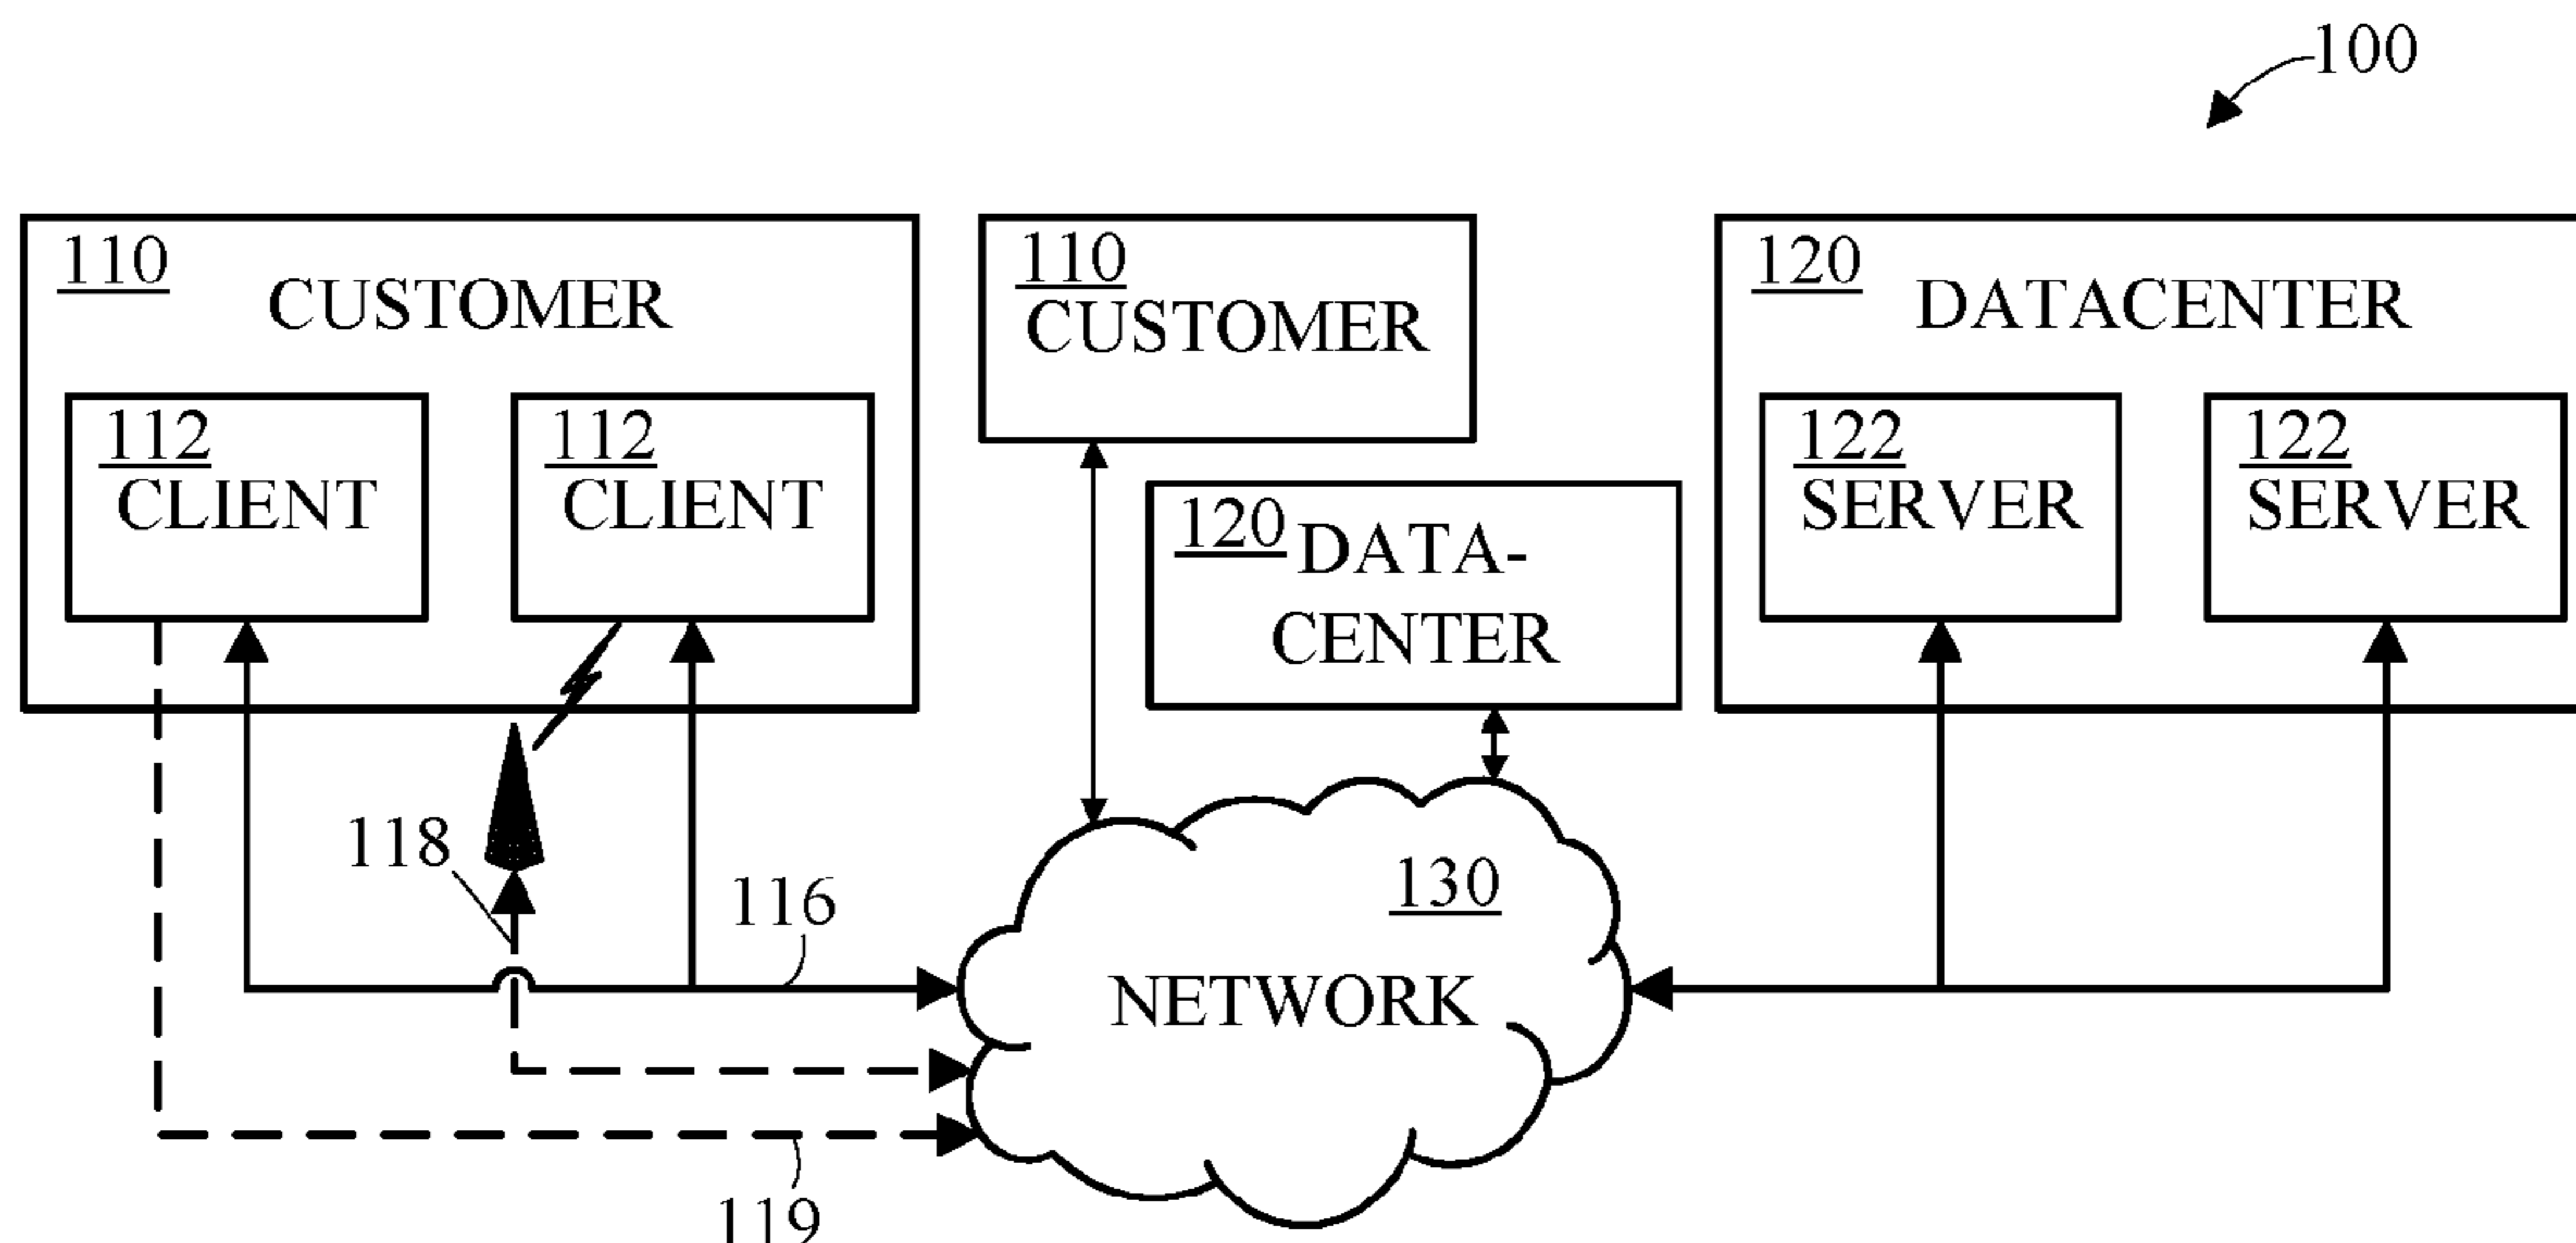 100
110
CUSTOMER
112
CLIENT
112
CLIENT
110
CUSTOMER
120
DATA-
CENTER
120
DATACENTER
122
SERVER
122
SERVER
118
116
130
NETWORK
119